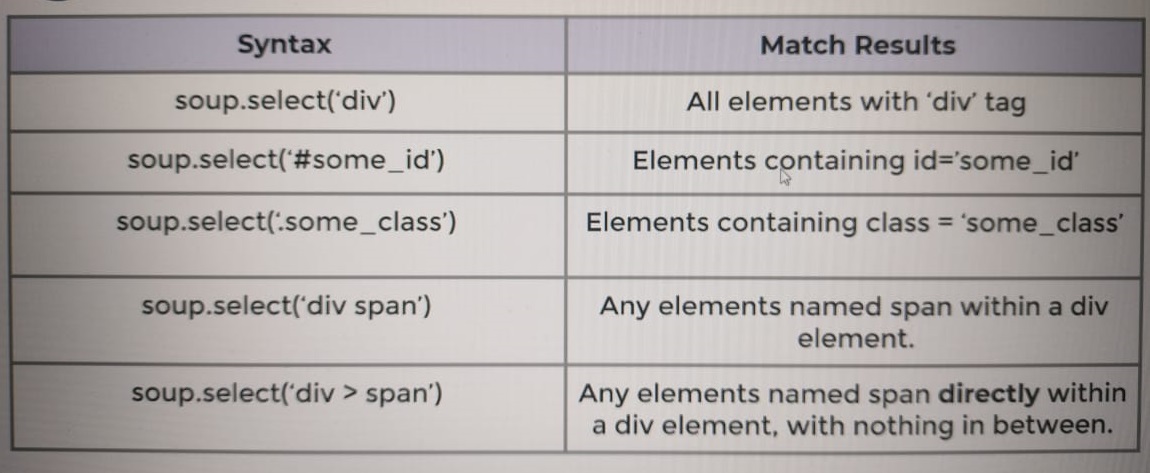 Syntax Match Results
soup.select(‘div’) All elements with ‘div’ tag
soup.select(‘#some_id’) Elements containing id=’some_id’
soup.select(‘.some_class’) Elements containing class = ‘some_class’
soup.select(‘div span’) Any elements named span within a div
element.
soup.select(‘div > span’) Any elements named span directly within
a div element, with nothing in between.